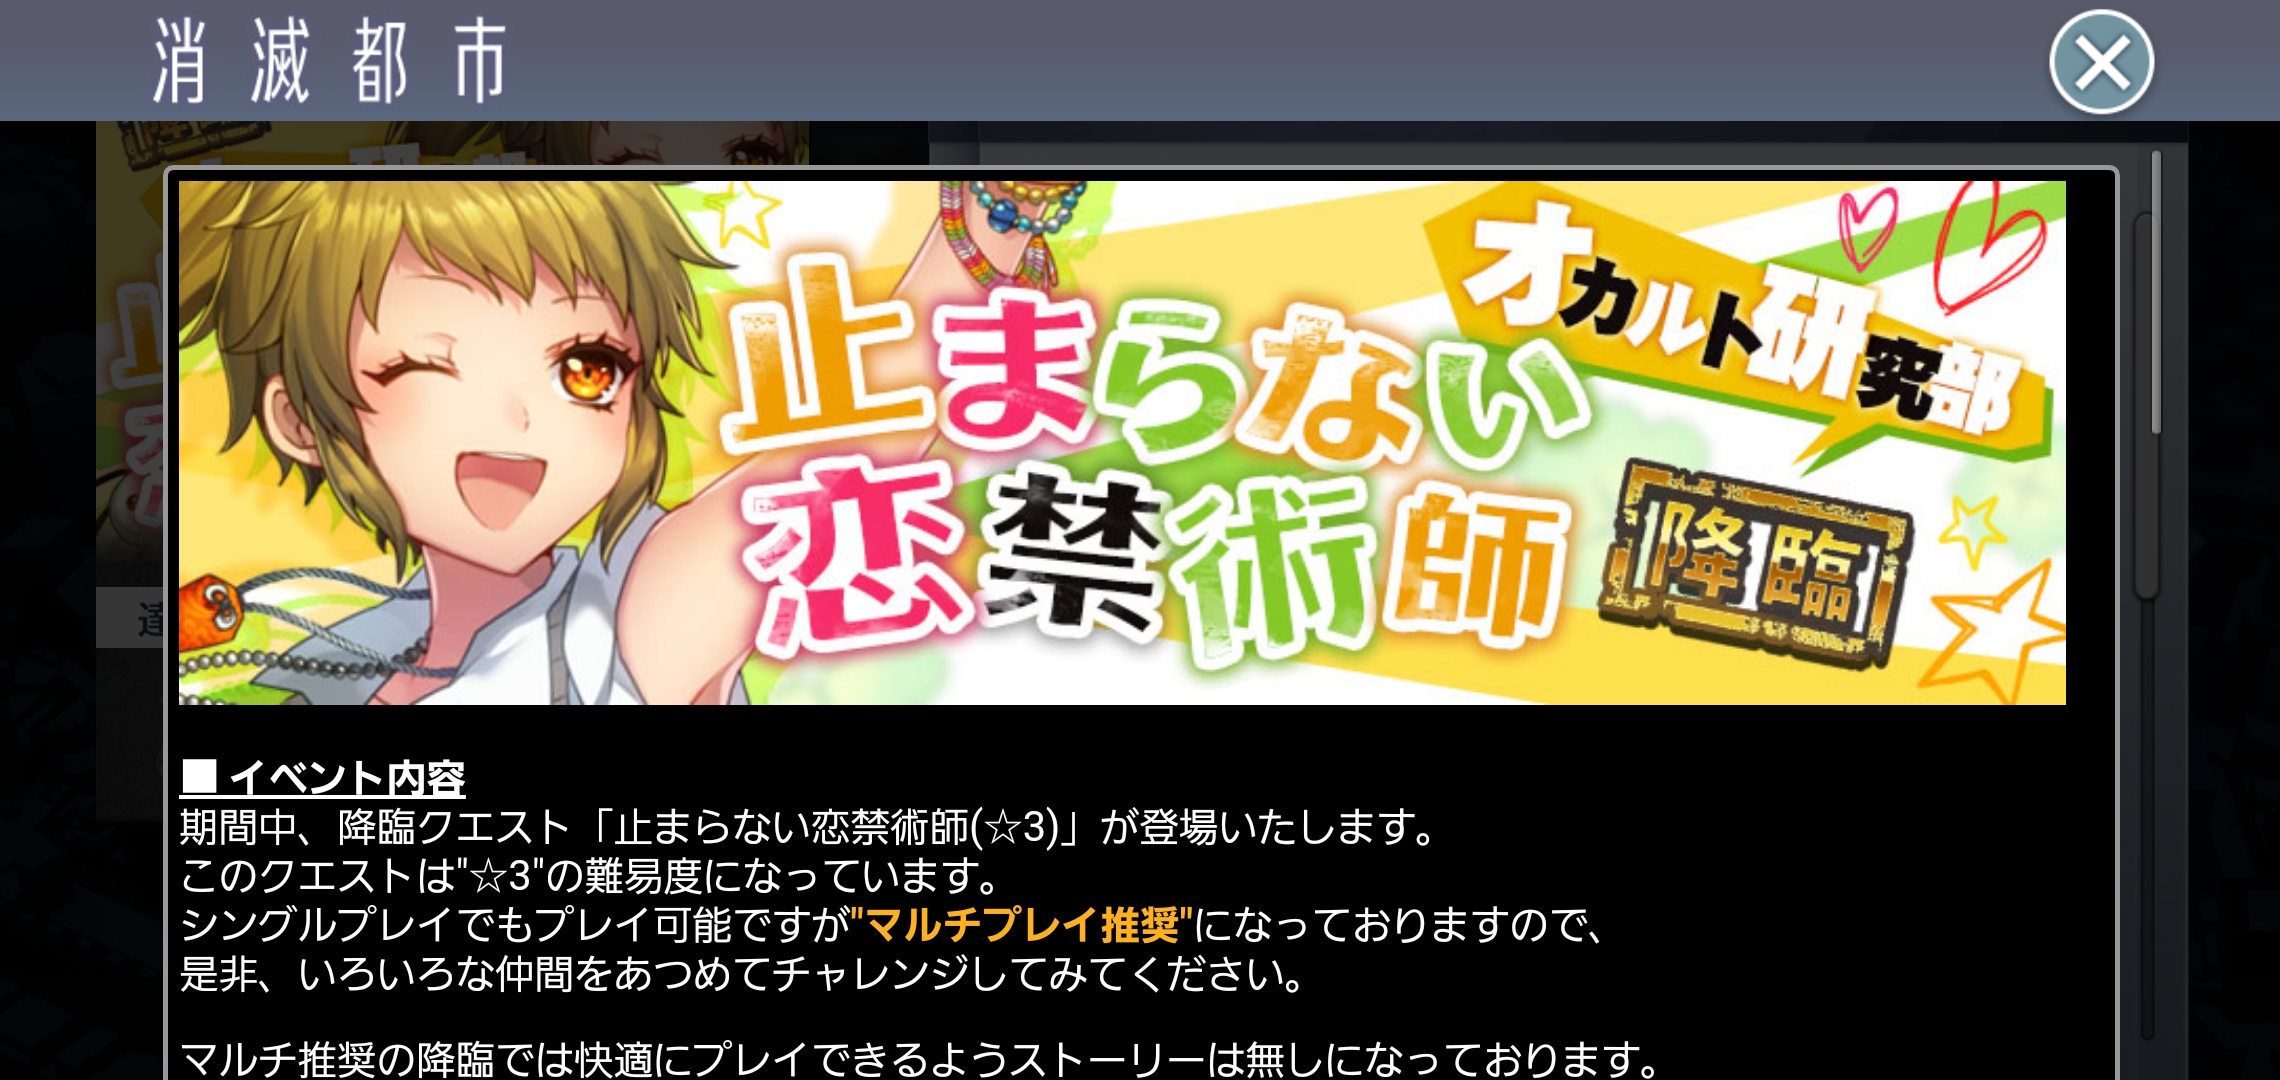 消滅都市
オカルト研究部
止まらない
恋禁術師
降臨
■ イベント内容
期間中、降臨クエスト「止まらない恋禁術師(☆3)」が登場いたします。
このクエストは"☆3"の難易度になっています。
シングルプレイでもプレイ可能ですが"マルチプレイ推奨"になっておりますので、
是非、いろいろな仲間をあつめてチャレンジしてみてください。
マルチ推奨の降臨では快適にプレイできるようストーリーは無しになっております。